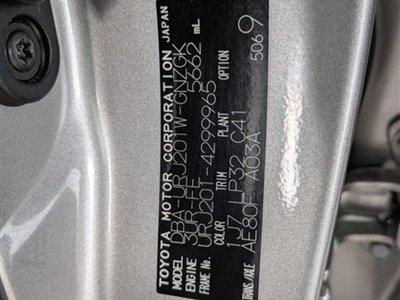 TOYOTA MOTOR CORPORATION JAPAN
MODEL DBA-URJ201W-GNZGK
ENGINE 3UR-FE 5662 mL
FRAME No. URJ201-4299965
COLOR TRIM PLANT OPTION
1J7 LP32 C41
TRANS./AXLE AE80F A03A 506 9